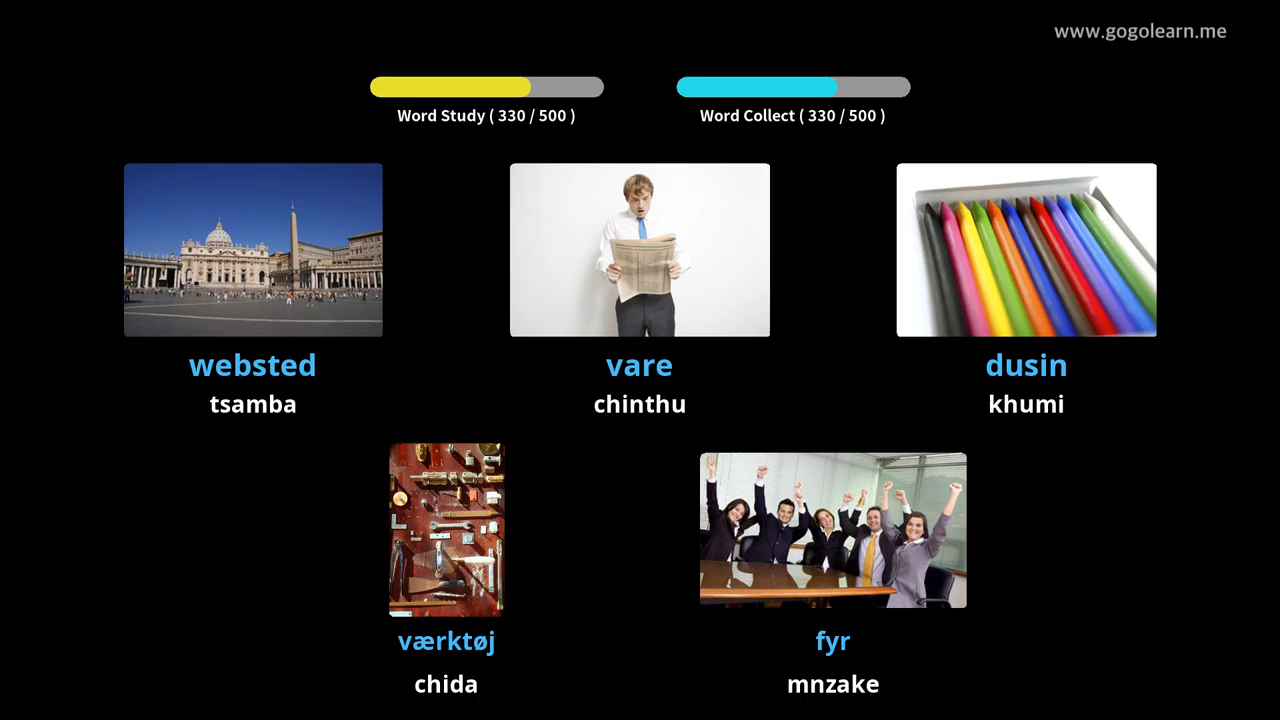 www.gogolearn.me
Word Study ( 330 / 500 )
Word Collect ( 330 / 500 )
websted
tsamba
vare
chinthu
dusin
khumi
værktøj
chida
fyr
mnzake